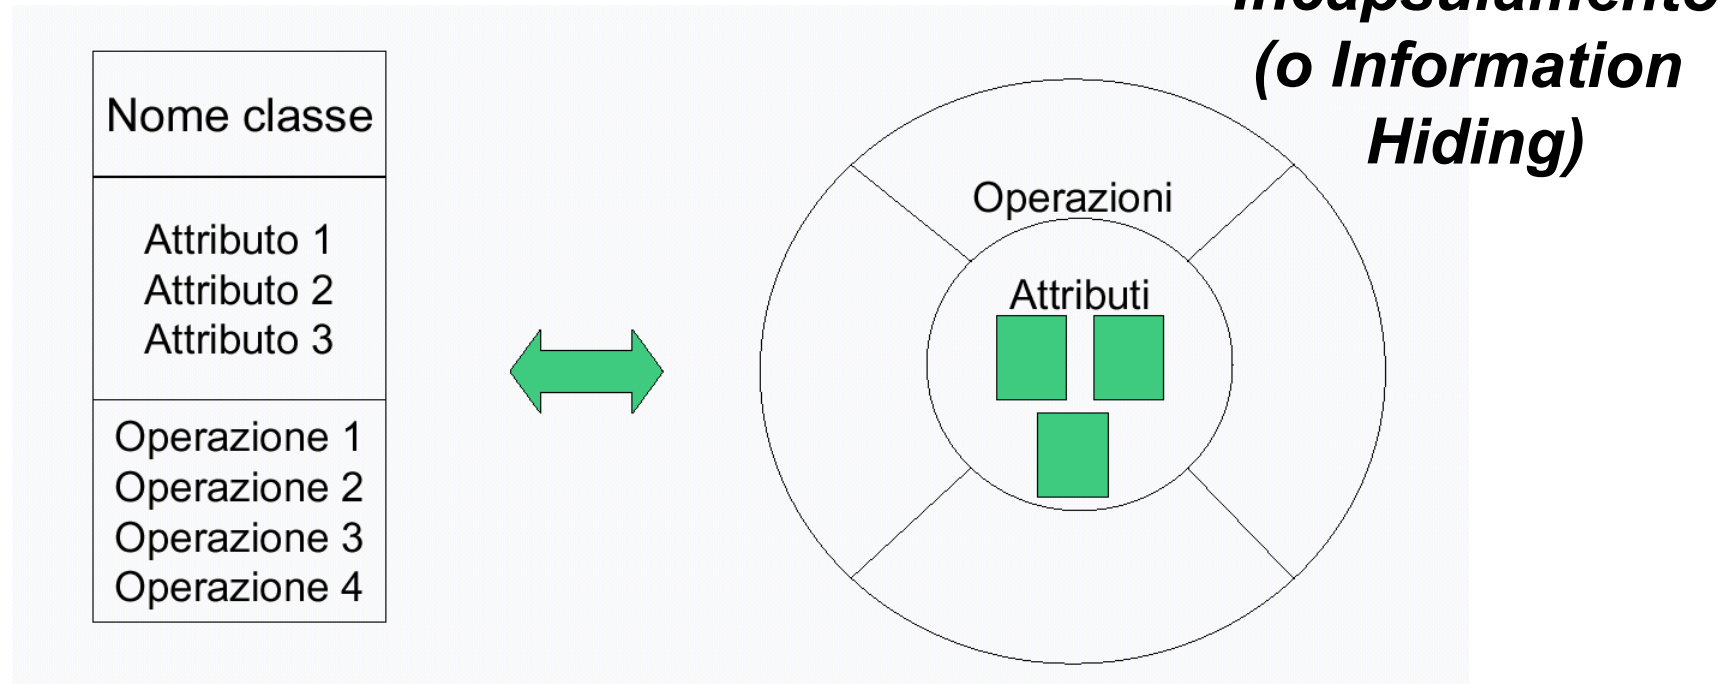 Incapsulamento
(o Information
Hiding)
Nome classe
Attributo 1
Attributo 2
Attributo 3
Operazione 1
Operazione 2
Operazione 3
Operazione 4
Operazioni
Attributi